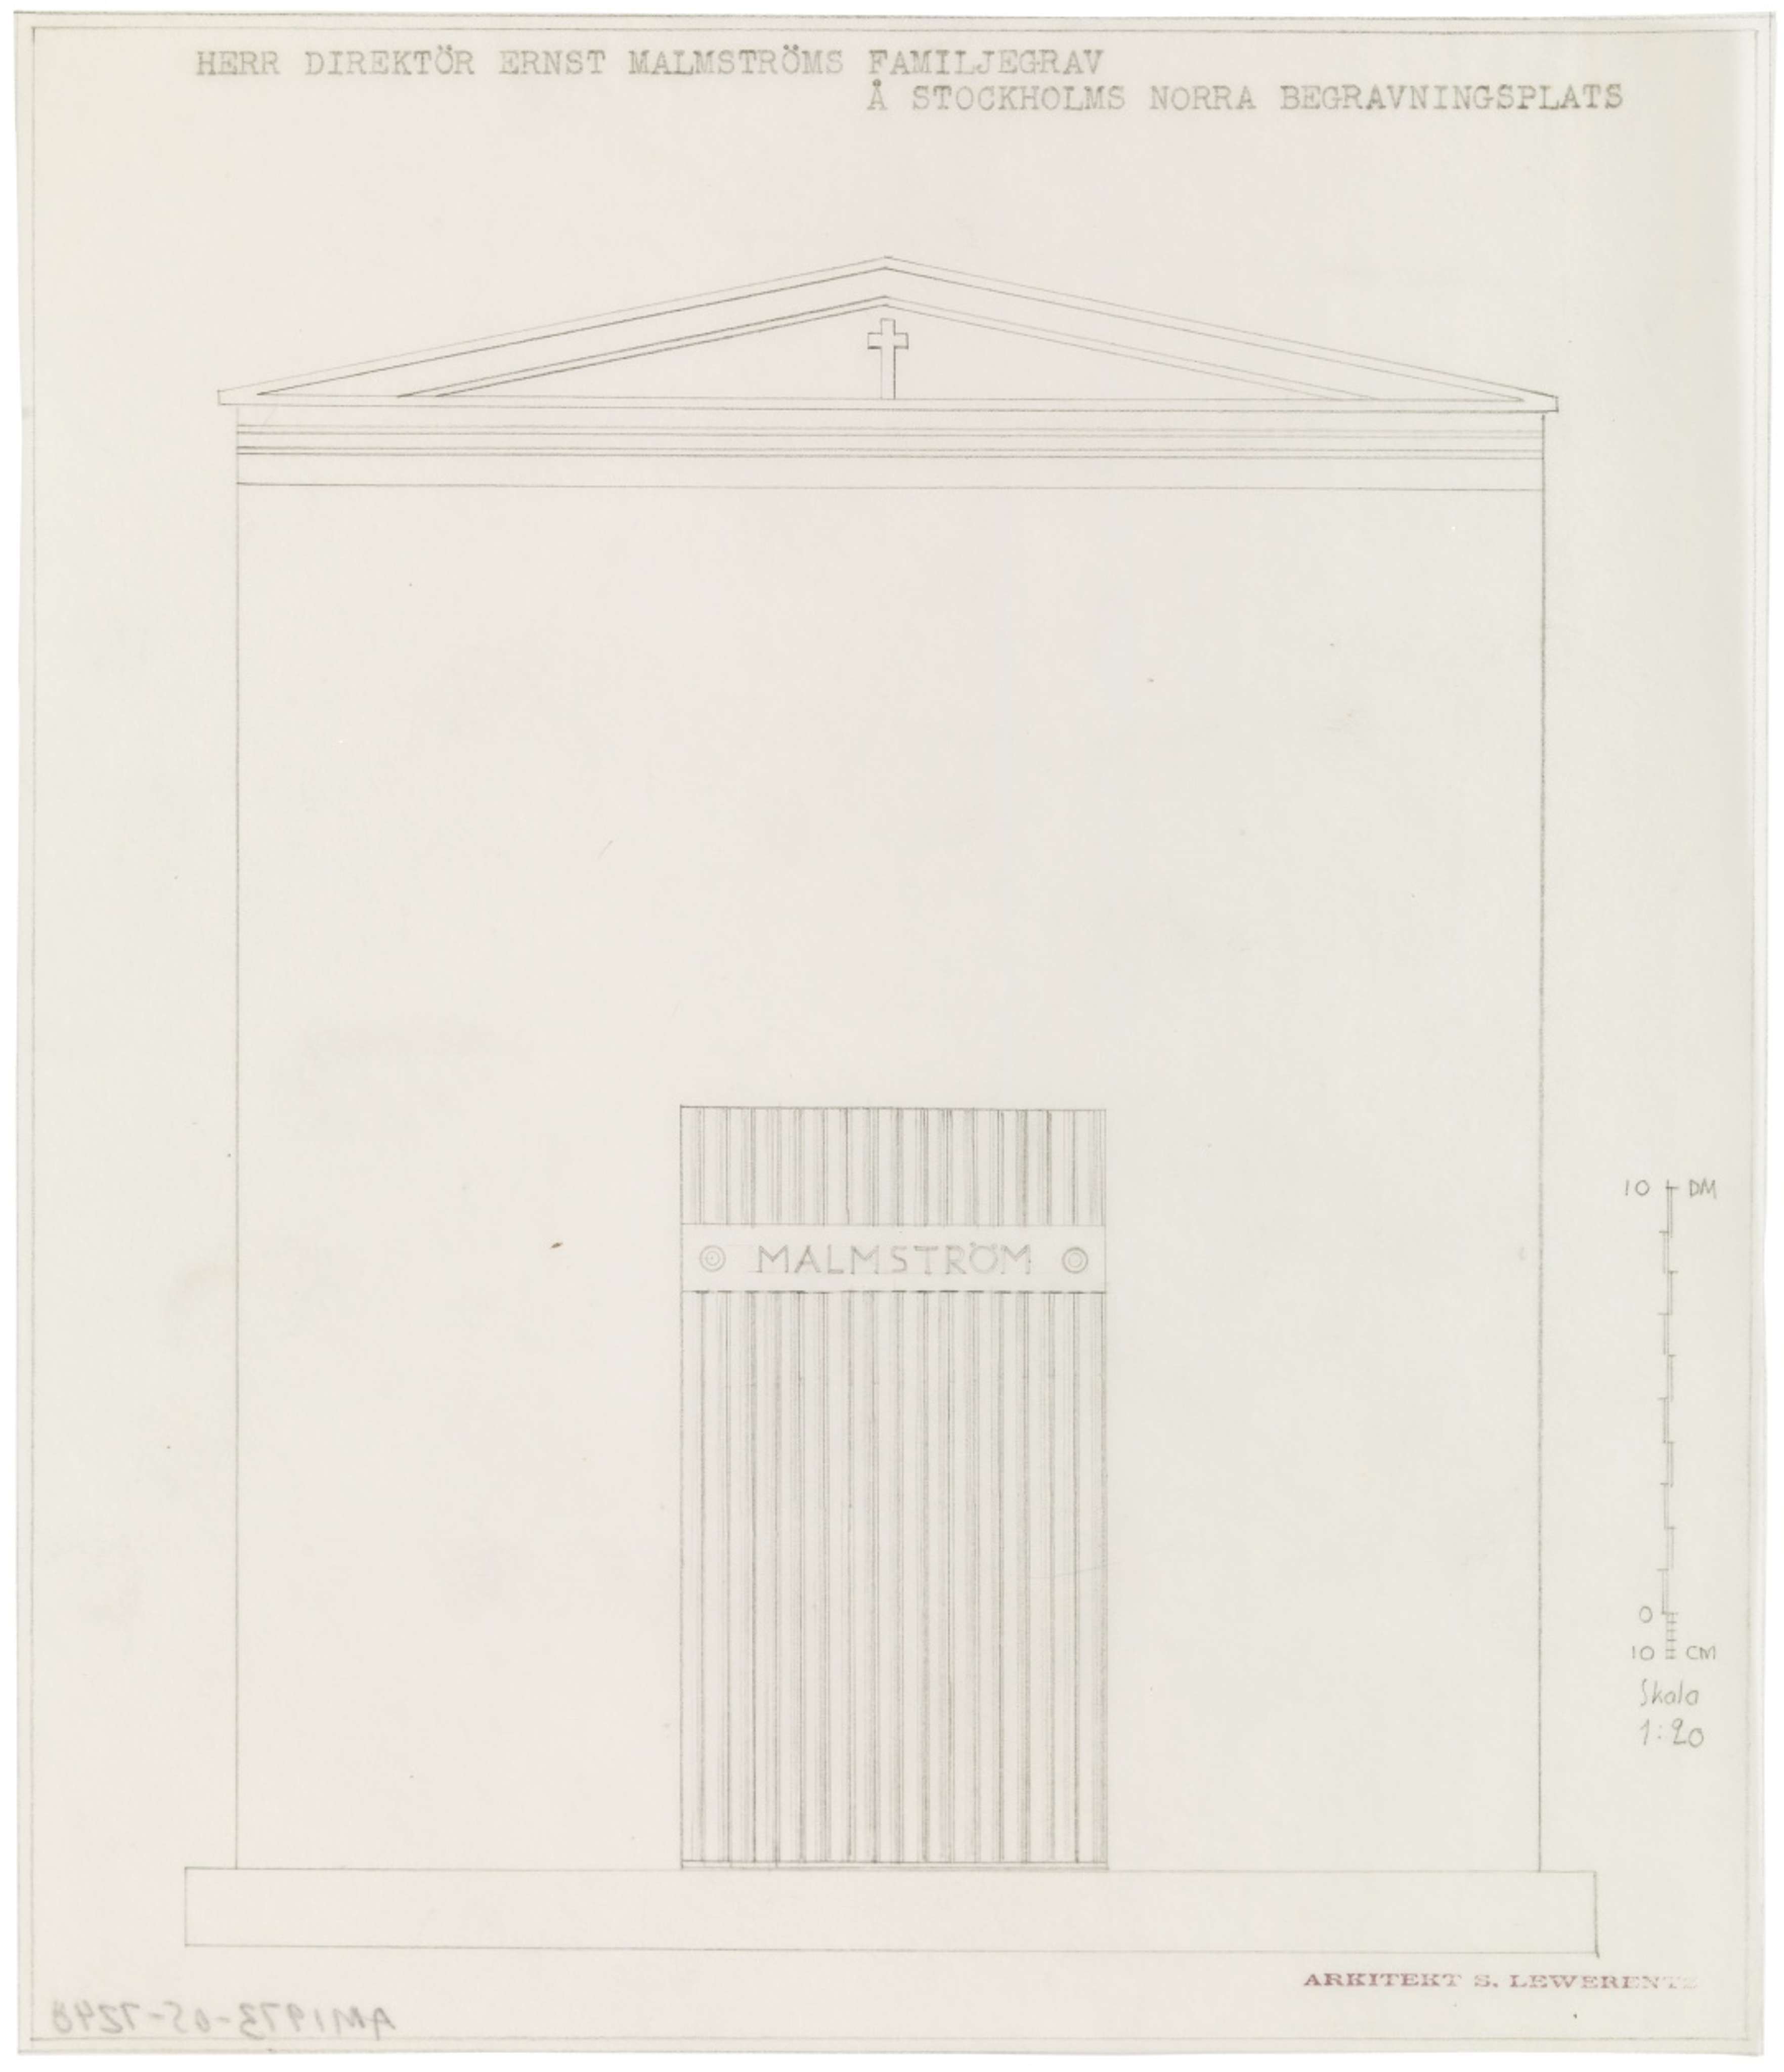 HERR DIREKTÖR ERNST MALMSTRÖMS FAMILJEGRAV
Å STOCKHOLMS NORRA BEGRAVNINGSPLATS
MALMSTRÖM
10 DM
0
10 CM
Skala
1:20
ARKITEKT S. LEWERENTZ
AM1973-05-7248